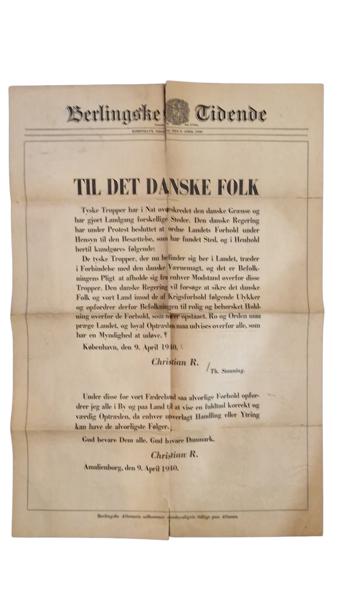 Berlingske Tidende
TIL DET DANSKE FOLK
Tyske Tropper har i Nat overskredet den danske Grænse og
har gjort Landgang forskellige Steder. Den danske Regering
har under Protest besluttet at ordne Landets Forhold under
Hensyn til den Besættelse, som har fundet Sted, og i Henhold
hertil kundgøres følgende:
De tyske Tropper, der nu befinder sig her i Landet, træder
i Forbindelse med den danske Værnemagt, og det er Befolk-
ningens Pligt at afholde sig fra enhver Modstand overfor disse
Tropper. Den danske Regering vil forsøge at sikre det danske
Folk og vort Land imod de af Krigsforhold følgende Ulykker
og opfordrer derfor Befolkningen til rolig og behersket Hold-
ning overfor de Forhold, som nu er opstaaet. Ro og Orden maa
præge Landet, og loyal Optræden maa udvises overfor alle, som
har en Myndighed at udøve.
København, den 9. April 1940.
Christian R.
Th. Stauning.
Under disse for vort Fædreland saa alvorlige Forhold opfor-
drer jeg alle i By og paa Land til at vise en fuldtud korrekt og
værdig Optræden, da enhver uoverlagt Handling eller Ytring
kan have de alvorligste Følger.
Gud bevare Dem alle. Gud bevare Danmark.
Christian R.
Amalienborg, den 9. April 1940.